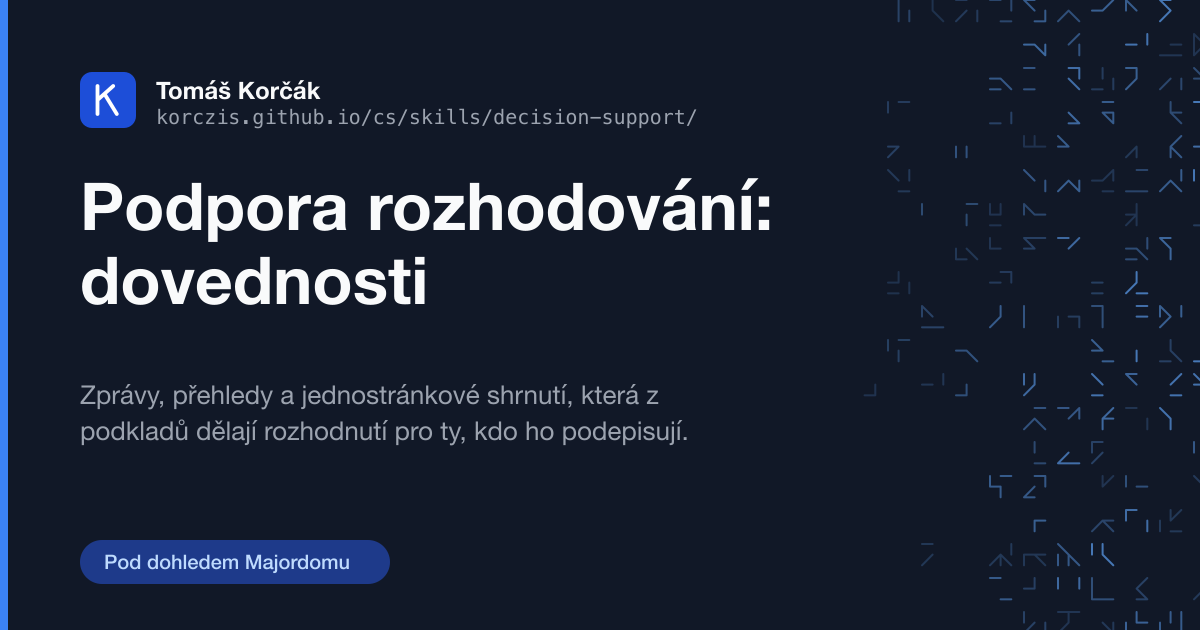 K
Tomáš Korčák
korczis.github.io/cs/skills/decision-support/
Podpora rozhodování:
dovednosti
Zprávy, přehledy a jednostránkové shrnutí, která z
podkladů dělají rozhodnutí pro ty, kdo ho podepisují.
Pod dohledem Majordomu